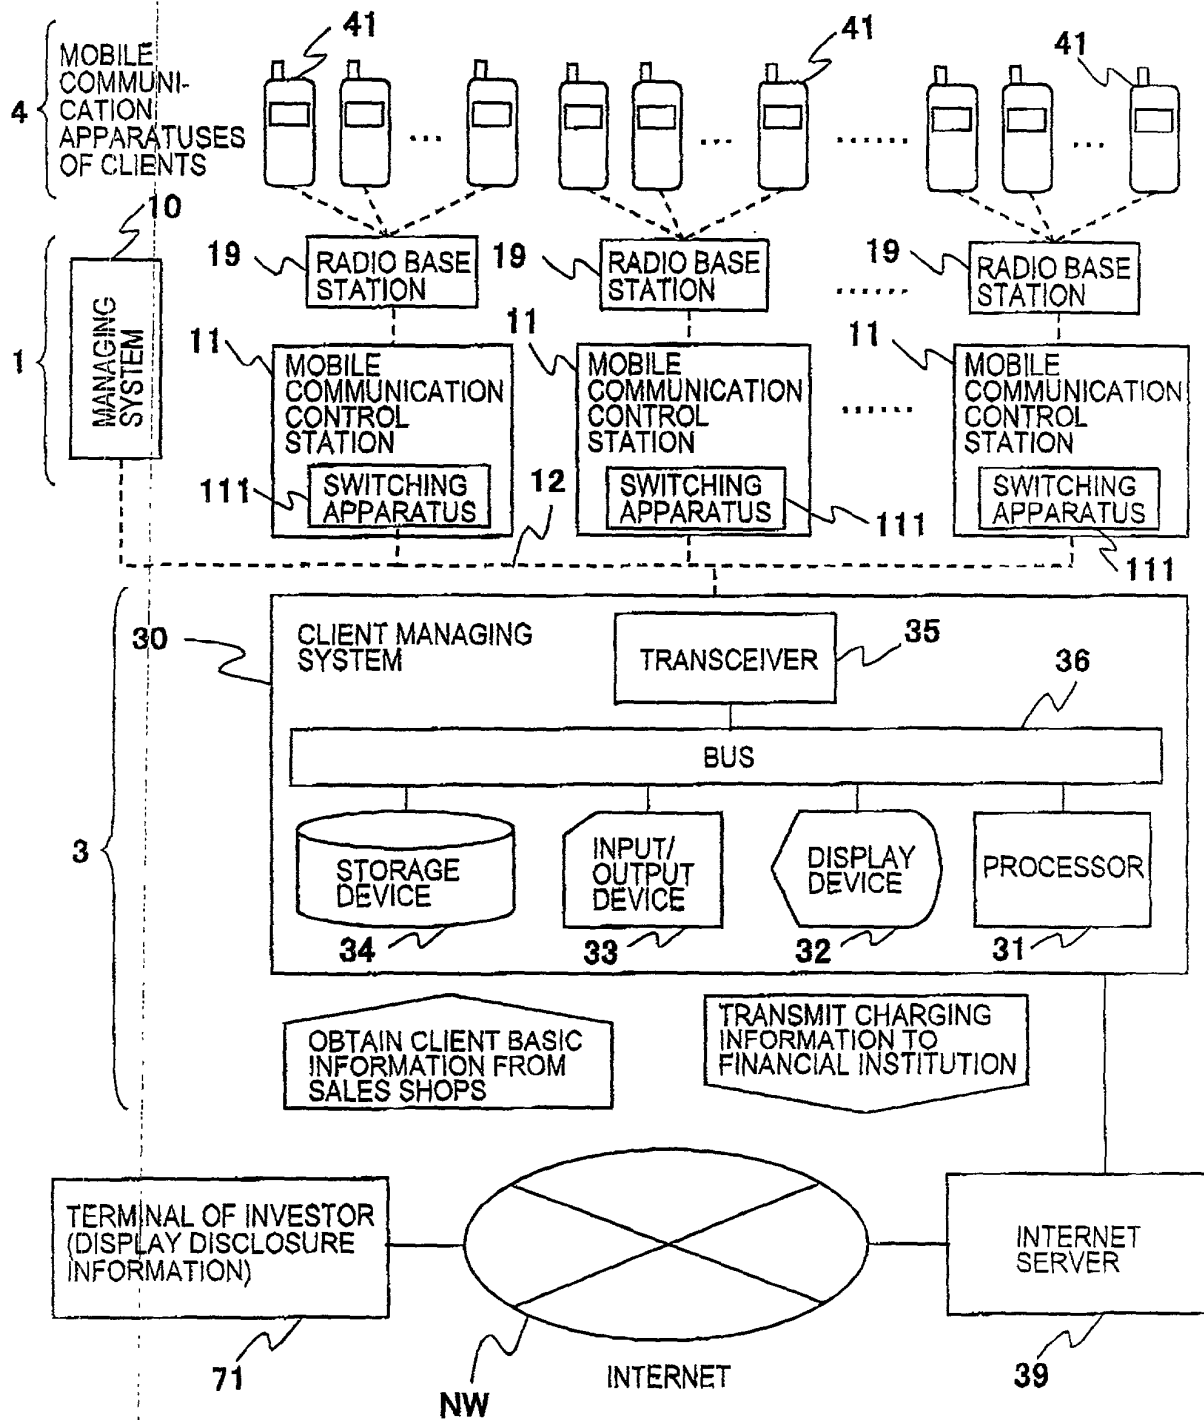 41
41
41
4
MOBILE
COMMUNI-
CATION
APPARATUSES
OF CLIENTS
...
...
........
...
10
19
RADIO BASE
STATION
19
RADIO BASE
STATION
......
19
RADIO BASE
STATION
1
MANAGING
SYSTEM
11
MOBILE
COMMUNICATION
CONTROL
STATION
11
MOBILE
COMMUNICATION
CONTROL
STATION
......
11
MOBILE
COMMUNICATION
CONTROL
STATION
111
SWITCHING
APPARATUS
12
SWITCHING
APPARATUS
111
SWITCHING
APPARATUS
111
3
30
CLIENT MANAGING
SYSTEM
TRANSCEIVER
35
36
BUS
STORAGE
DEVICE
34
INPUT/
OUTPUT
DEVICE
33
DISPLAY
DEVICE
32
PROCESSOR
31
OBTAIN CLIENT BASIC
INFORMATION FROM
SALES SHOPS
TRANSMIT CHARGING
INFORMATION TO
FINANCIAL INSTITUTION
TERMINAL OF INVESTOR
(DISPLAY DISCLOSURE
INFORMATION)
71
NW
INTERNET
INTERNET
SERVER
39